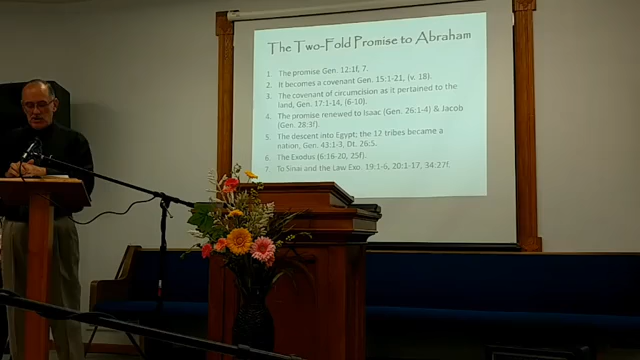 The Two-Fold Promise to Abraham
1. The promise Gen. 12:1f, 7.
2. It becomes a covenant Gen. 15:1-21, (v. 18).
3. The covenant of circumcision as it pertained to the
land, Gen. 17:1-14, (6-10).
4. The promise renewed to Isaac (Gen. 26:1-4) & Jacob
(Gen. 28:3f).
5. The descent into Egypt; the 12 tribes became a
nation, Gen. 43:1-3, Dt. 26:5.
6. The Exodus (6:16-20, 25f).
7. To Sinai and the Law Exo. 19:1-6, 20:1-17, 34:27f.